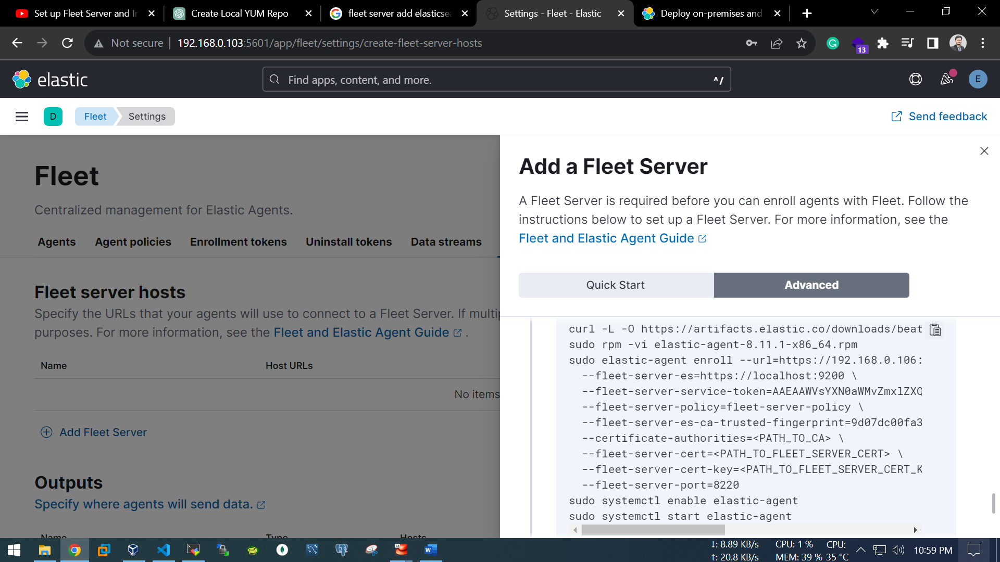 Set up Fleet Server and In
Create Local YUM Repo
fleet server add elasticsea
Settings - Fleet - Elastic
Deploy on-premises and
Not secure
192.168.0.103:5601/app/fleet/settings/create-fleet-server-hosts
G
13
elastic
Find apps, content, and more.
^/
E
D
Fleet
Settings
Send feedback
Fleet
Centralized management for Elastic Agents.
Agents
Agent policies
Enrollment tokens
Uninstall tokens
Data streams
Fleet server hosts
Specify the URLs that your agents will use to connect to a Fleet Server. If multip
purposes. For more information, see the Fleet and Elastic Agent Guide .
Name
Host URLs
No items
Add Fleet Server
Outputs
Specify where agents will send data.
Name
Type
Hosts
Add a Fleet Server
A Fleet Server is required before you can enroll agents with Fleet. Follow the
instructions below to set up a Fleet Server. For more information, see the
Fleet and Elastic Agent Guide
Quick Start
Advanced
curl -L -O https://artifacts.elastic.co/downloads/beat
sudo rpm -vi elastic-agent-8.11.1-x86_64.rpm
sudo elastic-agent enroll --url=https://192.168.0.106:
--fleet-server-es=https://localhost:9200 \
--fleet-server-service-token=AAEAAWVsYXN0aWMvZmxlZXQ
--fleet-server-policy=fleet-server-policy \
--fleet-server-es-ca-trusted-fingerprint=9d07dc00fa3
--certificate-authorities=<PATH_TO_CA> \
--fleet-server-cert=<PATH_TO_FLEET_SERVER_CERT> \
--fleet-server-cert-key=<PATH_TO_FLEET_SERVER_CERT_K
--fleet-server-port=8220
sudo systemctl enable elastic-agent
sudo systemctl start elastic-agent
↓: 8.89 KB/s
↑: 20.8 KB/s
CPU: 1 %
MEM: 39 %
CPU:
35 °C
10:59 PM